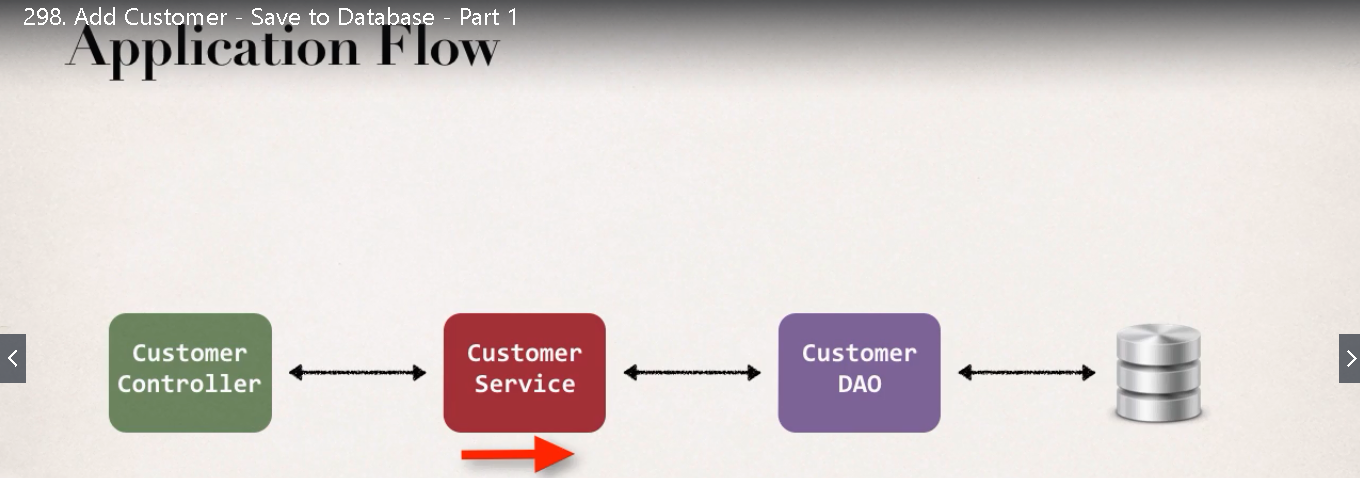 298. Add Customer - Save to Database - Part 1
Application Flow
Customer
Controller
Customer
Service
Customer
DAO